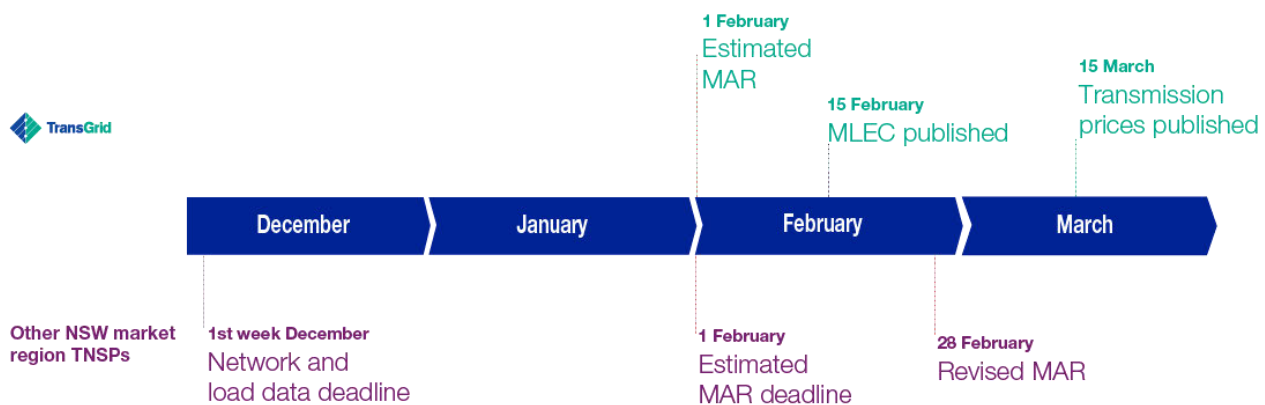 1 February
Estimated
MAR
15 February
MLEC published
15 March
Transmission
prices published
TransGrid
December
January
February
March
Other NSW market
region TNSPs
1st week December
Network and
load data deadline
1 February
Estimated
MAR deadline
28 February
Revised MAR